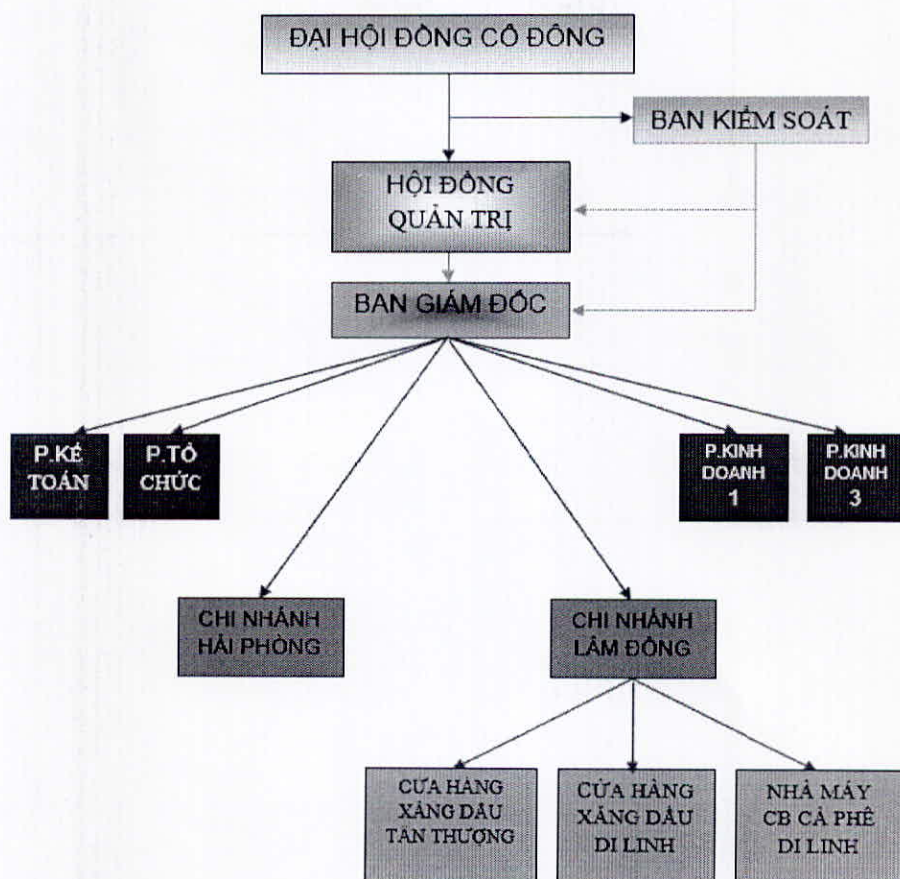 ĐẠI HỘI ĐỒNG CỔ ĐÔNG
BAN KIỂM SOÁT
HỘI ĐỒNG
QUẢN TRỊ
BAN GIÁM ĐỐC
P.KẾ
TOÁN
P.TỔ
CHỨC
P.KINH
DOANH
1
P.KINH
DOANH
3
CHI NHÁNH
HẢI PHÒNG
CHI NHÁNH
LÂM ĐỒNG
CỬA HÀNG
XĂNG DẦU
TÂN THƯỢNG
CỬA HÀNG
XĂNG DẦU
DI LINH
NHÀ MÁY
CB CÀ PHÊ
DI LINH